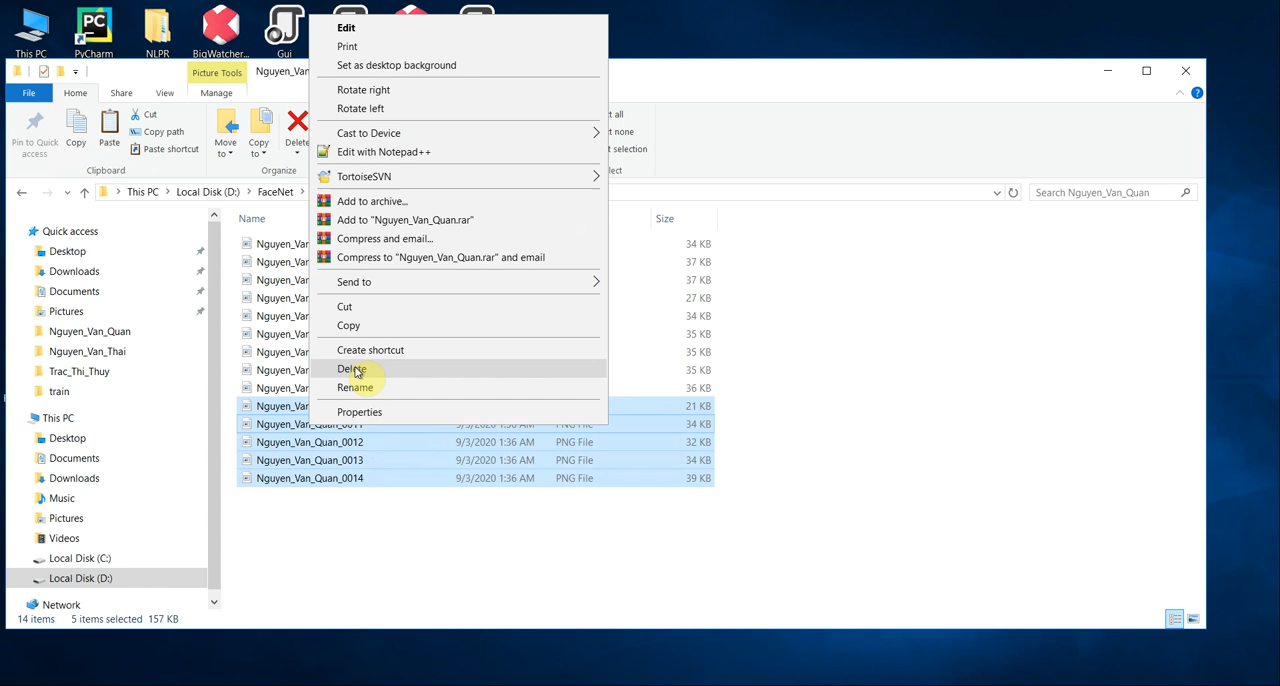 This PC
PyCharm
NLPR
BigWatcher...
Gui
Picture Tools
Nguyen_Van
File
Home
Share
View
Manage
Pin to Quick access
Copy
Paste
Cut
Copy path
Paste shortcut
Clipboard
Move to
Copy to
Delete
Organize
This PC
Local Disk (D:)
FaceNet
Search Nguyen_Van_Quan
Quick access
Desktop
Downloads
Documents
Pictures
Nguyen_Van_Quan
Nguyen_Van_Thai
Trac_Thi_Thuy
train
This PC
Desktop
Documents
Downloads
Music
Pictures
Videos
Local Disk (C:)
Local Disk (D:)
Network
14 items 5 items selected 157 KB
Name
Size
Nguyen_Van 34 KB
Nguyen_Van 37 KB
Nguyen_Van 37 KB
Nguyen_Van 27 KB
Nguyen_Van 34 KB
Nguyen_Van 35 KB
Nguyen_Van 35 KB
Nguyen_Van 35 KB
Nguyen_Van 36 KB
Nguyen_Van 21 KB
Nguyen_Van_Quan_0011 9/3/2020 1:36 AM PNG File 34 KB
Nguyen_Van_Quan_0012 9/3/2020 1:36 AM PNG File 32 KB
Nguyen_Van_Quan_0013 9/3/2020 1:36 AM PNG File 34 KB
Nguyen_Van_Quan_0014 9/3/2020 1:36 AM PNG File 39 KB
Edit
Print
Set as desktop background
Rotate right
Rotate left
Cast to Device
Edit with Notepad++
TortoiseSVN
Add to archive...
Add to "Nguyen_Van_Quan.rar"
Compress and email...
Compress to "Nguyen_Van_Quan.rar" and email
Send to
Cut
Copy
Create shortcut
Delete
Rename
Properties
all
none
selection